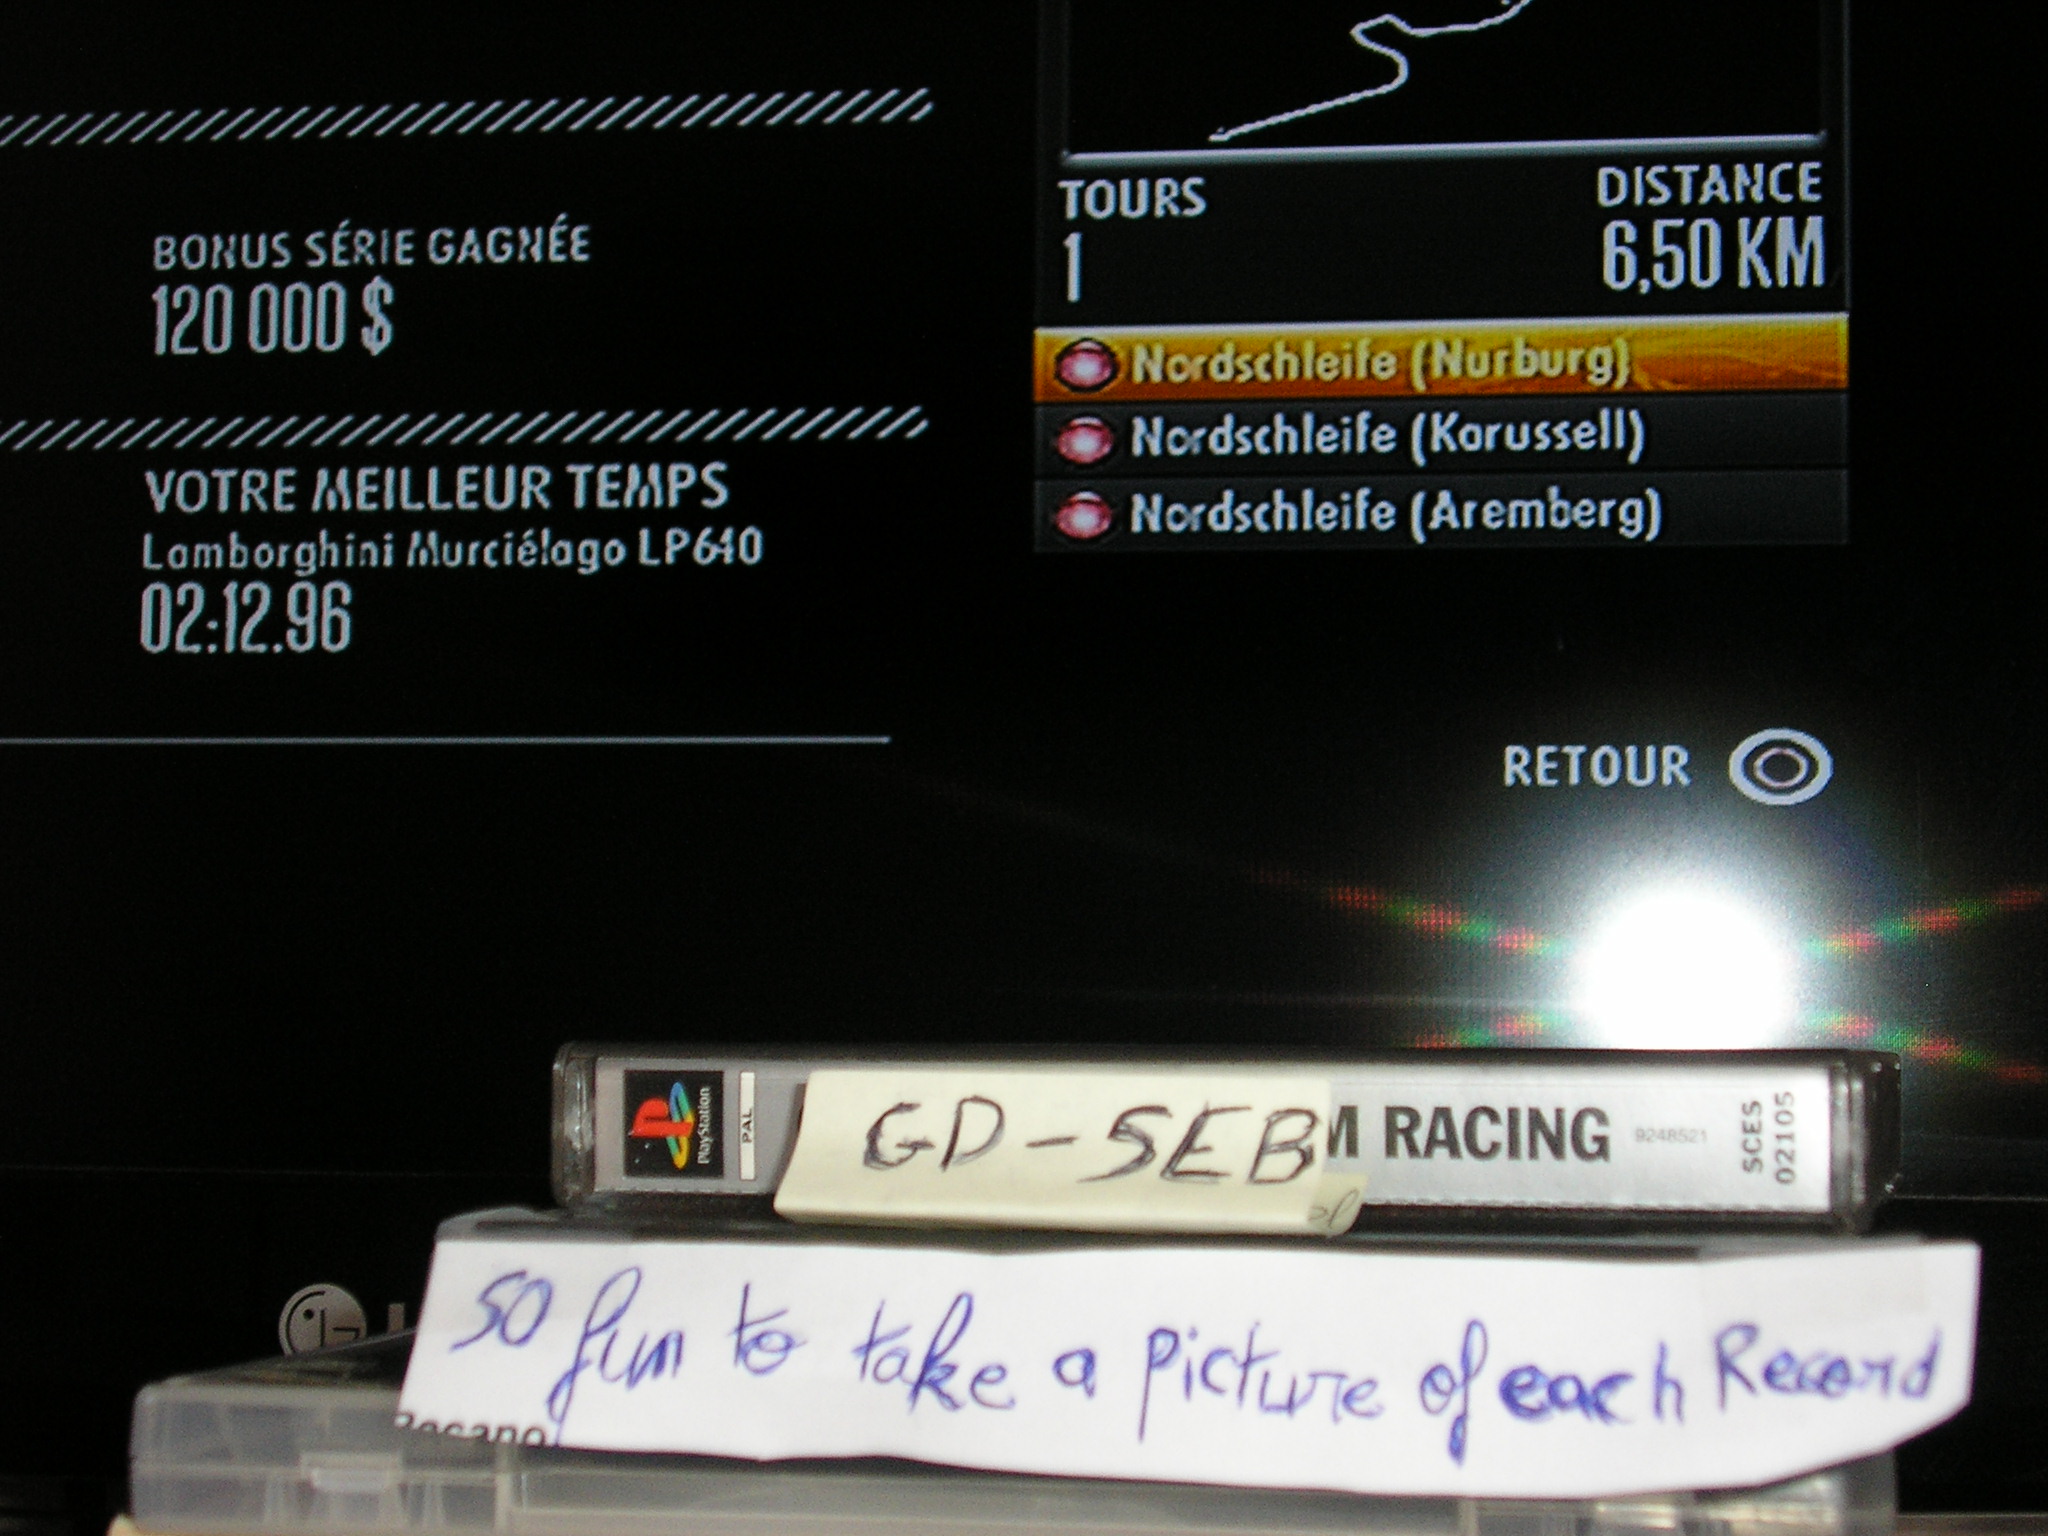 BONUS SÉRIE GAGNÉE
120 000 $
VOTRE MEILLEUR TEMPS
Lamborghini Murciélago LP640
02:12.96
TOURS
1
DISTANCE
6,50 KM
Nordschleife (Nurburg)
Nordschleife (Karussell)
Nordschleife (Aremberg)
RETOUR
PlayStation
PAL
GD-SEB
M RACING
9248521
SCES
02105
so fun to take a picture of each Record